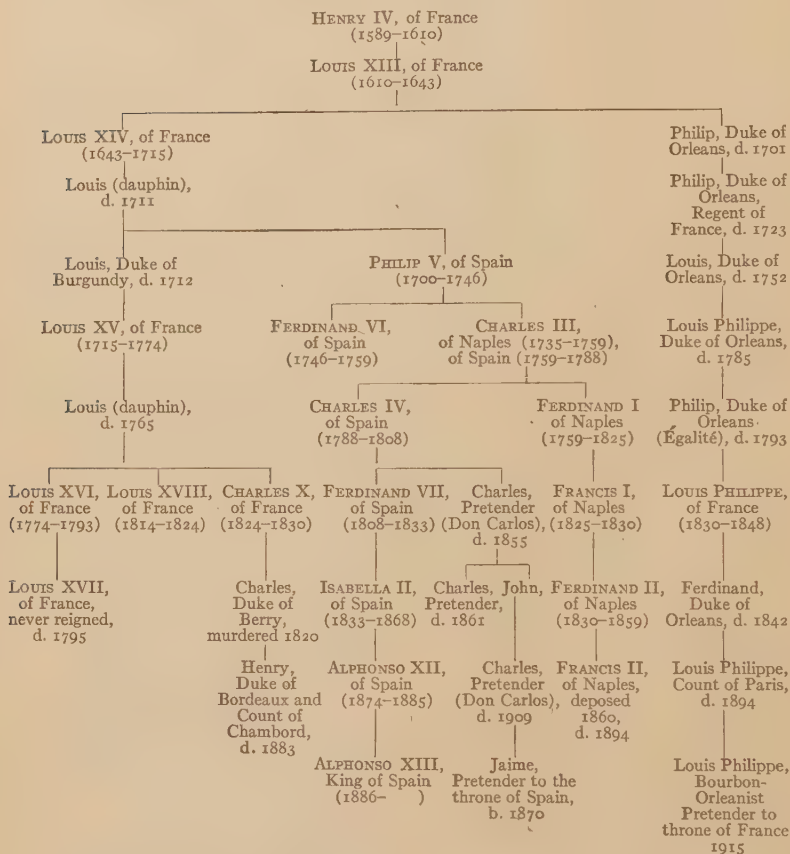 HENRY IV, of France
(1589–1610)
LOUIS XIII, of France
(1610–1643)
LOUIS XIV, of France
(1643–1715)
Philip, Duke of
Orleans, d. 1701
Louis (dauphin),
d. 1711
Philip, Duke of
Orleans,
Regent of
France, d. 1723
Louis, Duke of
Burgundy, d. 1712
PHILIP V, of Spain
(1700–1746)
Louis, Duke of
Orleans, d. 1752
LOUIS XV, of France
(1715–1774)
FERDINAND VI,
of Spain
(1746–1759)
CHARLES III,
of Naples (1735–1759),
of Spain (1759–1788)
Louis Philippe,
Duke of Orleans,
d. 1785
Louis (dauphin),
d. 1765
CHARLES IV,
of Spain
(1788–1808)
FERDINAND I
of Naples
(1759–1825)
Philip, Duke of
Orleans
(Égalité), d. 1793
LOUIS XVI,
of France
(1774–1793)
LOUIS XVIII,
of France
(1814–1824)
CHARLES X,
of France
(1824–1830)
FERDINAND VII,
of Spain
(1808–1833)
Charles,
Pretender
(Don Carlos),
d. 1855
FRANCIS I,
of Naples
(1825–1830)
LOUIS PHILIPPE,
of France
(1830–1848)
LOUIS XVII,
of France,
never reigned,
d. 1795
Charles,
Duke of
Berry,
murdered 1820
ISABELLA II,
of Spain
(1833–1868)
Charles,
Pretender,
d. 1861
John,
FERDINAND II,
of Naples
(1830–1859)
Ferdinand,
Duke of
Orleans, d. 1842
Henry,
Duke of
Bordeaux and
Count of
Chambord,
d. 1883
ALPHONSO XII,
of Spain
(1874–1885)
Charles,
Pretender
(Don Carlos),
d. 1909
FRANCIS II,
of Naples,
deposed
1860,
d. 1894
Louis Philippe,
Count of Paris,
d. 1894
ALPHONSO XIII,
King of Spain
(1886– )
Jaime,
Pretender to the
throne of Spain,
b. 1870
Louis Philippe,
Bourbon-
Orleanist
Pretender to
throne of France
1915